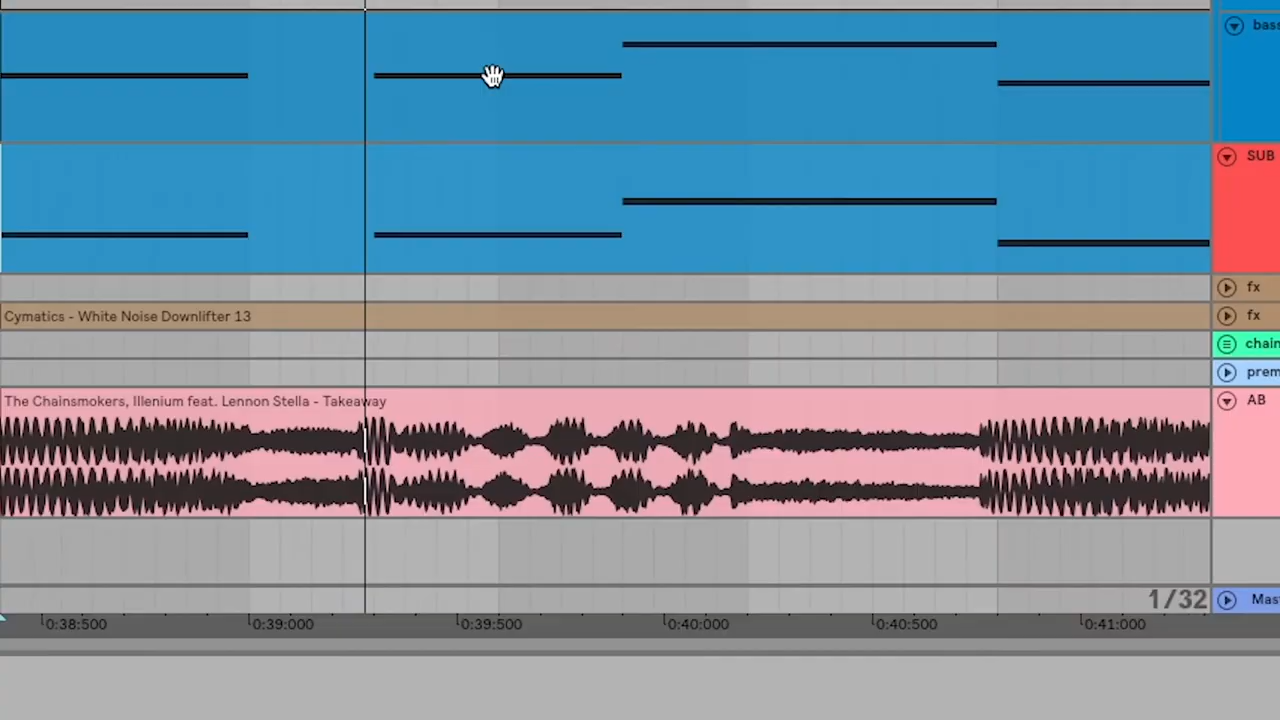 bass
SUB
fx
Cymatics - White Noise Downlifter 13
fx
chain
prem
The Chainsmokers, Illenium feat. Lennon Stella - Takeaway
AB
1/32
Mas
0:38:500
0:39:000
0:39:500
0:40:000
0:40:500
0:41:000